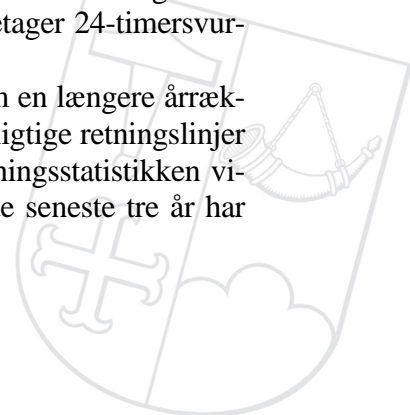 etager 24-timersvur-
en længere årræk-
igtige retningslinjer
ningsstatistikken vi-
e seneste tre år har